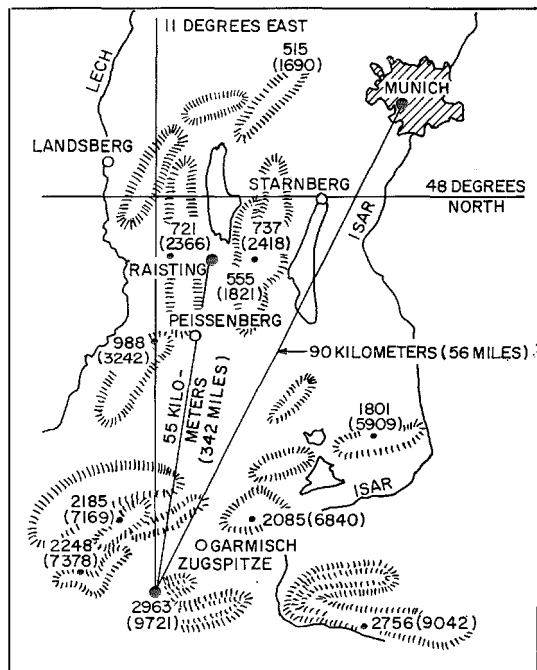 11 DEGREES EAST
LECH
515
(1690)
MUNICH
LANDSBERG
STARNBERG
48 DEGREES
NORTH
ISAR
721
(2366)
737
(2418)
RAISTING
555
(1821)
PEISSENBERG
988
(3242)
90 KILOMETERS (56 MILES)
55 KILO-
METERS
(342 MILES)
1801
(5909)
2185
(7169)
ISAR
2085(6840)
2248
(7378)
GARMISCH
ZUGSPITZE
2963
(9721)
2756(9042)